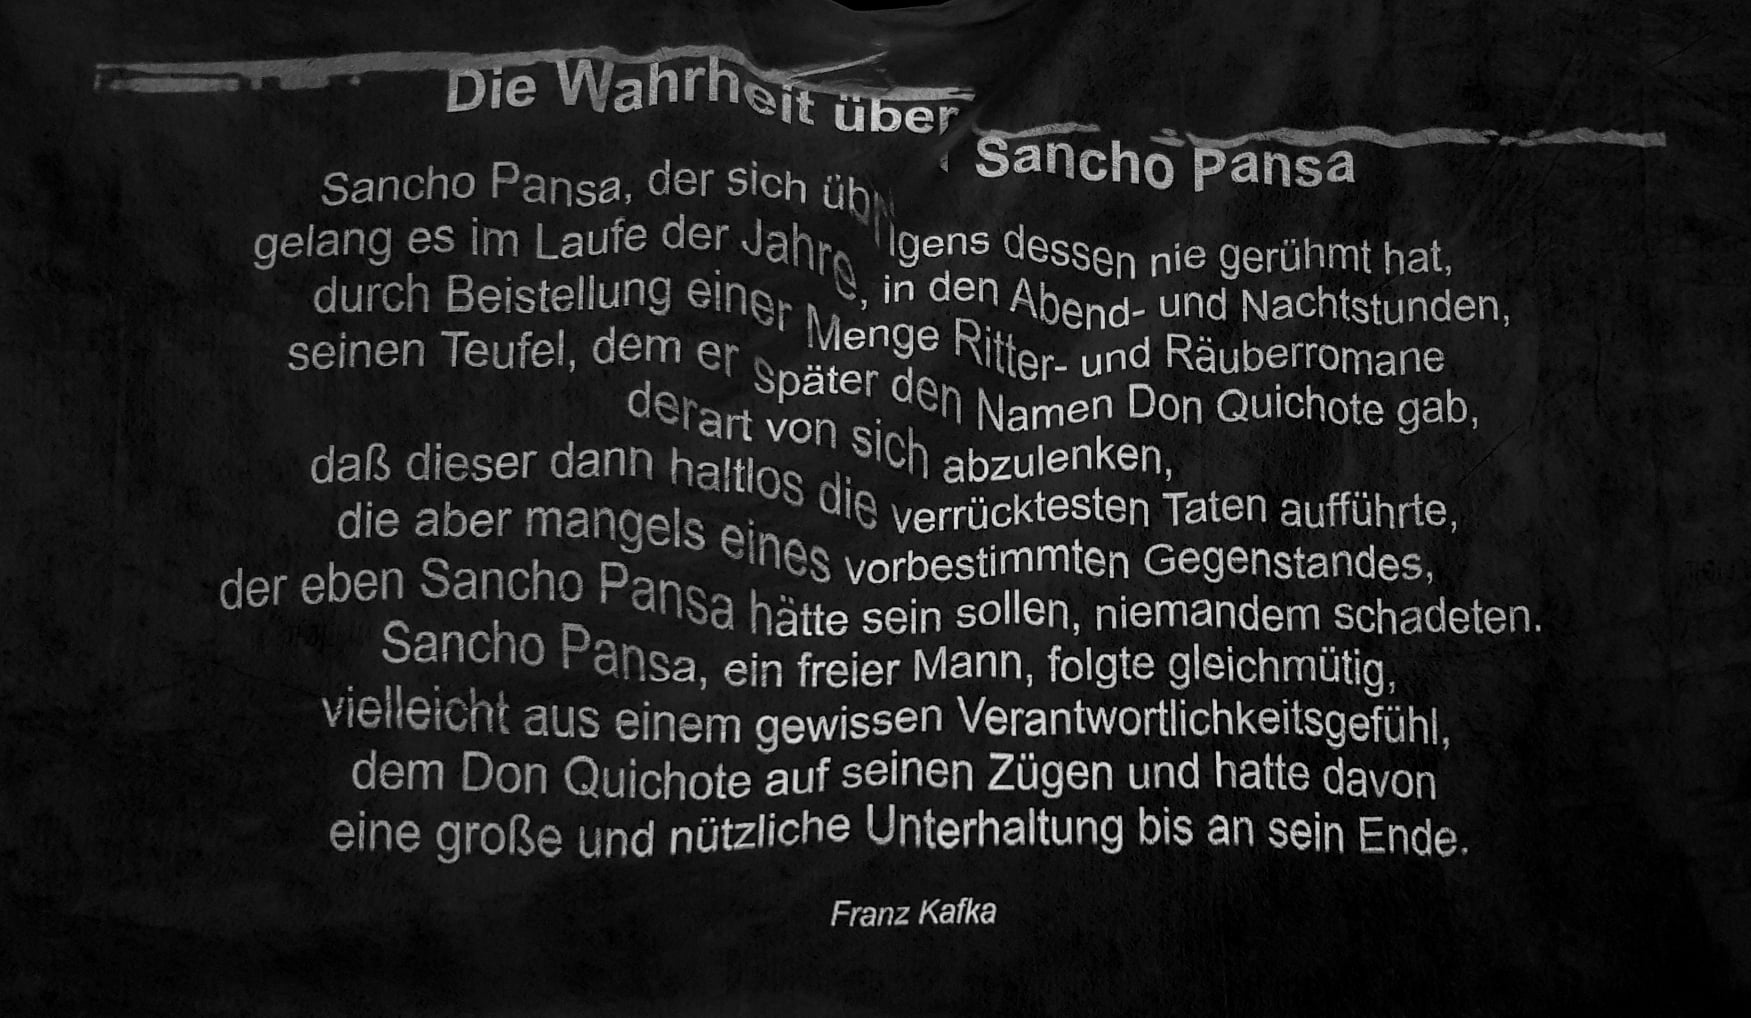 Die Wahrheit über Sancho Pansa
Sancho Pansa, der sich übrigens dessen nie gerühmt hat,
gelang es im Laufe der Jahre, in den Abend- und Nachtstunden,
durch Beistellung einer Menge Ritter- und Räuberromane
seinen Teufel, dem er später den Namen Don Quichote gab,
derart von sich abzulenken,
daß dieser dann haltlos die verrücktesten Taten aufführte,
die aber mangels eines vorbestimmten Gegenstandes,
der eben Sancho Pansa hätte sein sollen, niemandem schadeten.
Sancho Pansa, ein freier Mann, folgte gleichmütig,
vielleicht aus einem gewissen Verantwortlichkeitsgefühl,
dem Don Quichote auf seinen Zügen und hatte davon
eine große und nützliche Unterhaltung bis an sein Ende.
Franz Kafka